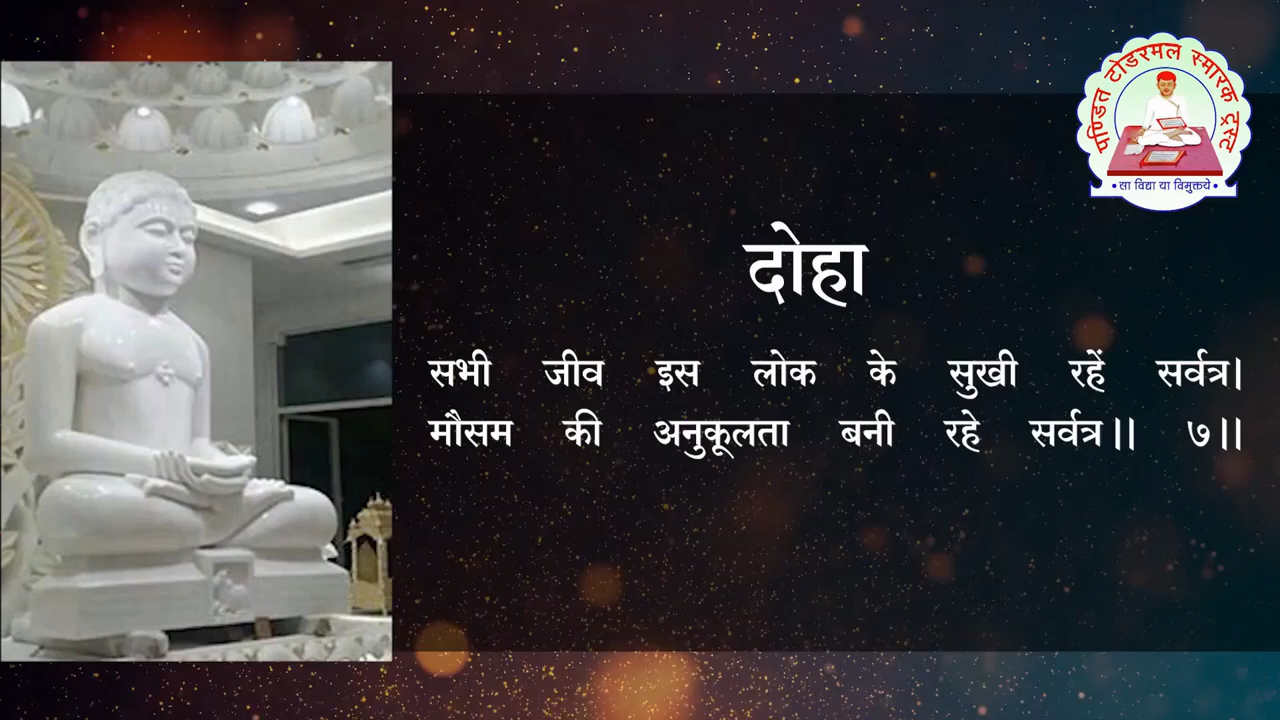 पण्डित टोडरमल स्मारक ट्रस्ट
• सा विद्या या विमुक्तये •
दोहा
सभी जीव इस लोक के सुखी रहें सर्वत्र।
मौसम की अनुकूलता बनी रहे सर्वत्र।। ७।।